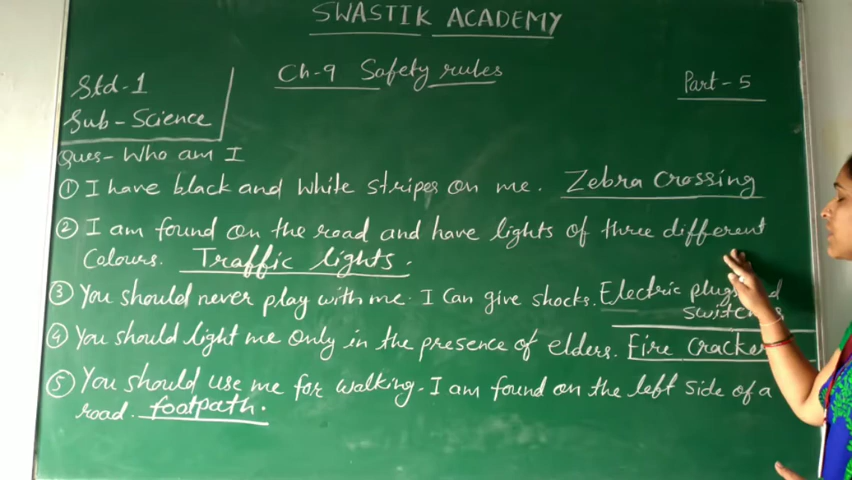 SWASTIK ACADEMY
Ch-9 Safety rules
Std-1
Part-5
Sub-Science
Ques- Who am I
① I have black and white stripes on me. Zebra Crossing
② I am found on the road and have lights of three different
Colours. Traffic lights.
③ You should never play with me. I can give shocks. Electric plugs
④ You should light me only in the presence of elders. Fire
⑤ You should use me for walking. I am found on the left side of a
road. footpath.